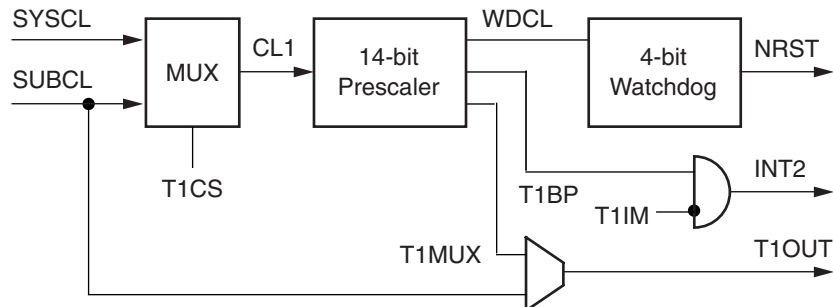 SYSCL
SUBCL
MUX
T1CS
CL1
14-bit
Prescaler
WDCL
4-bit
Watchdog
NRST
T1BP
T1IM
INT2
T1MUX
T1OUT